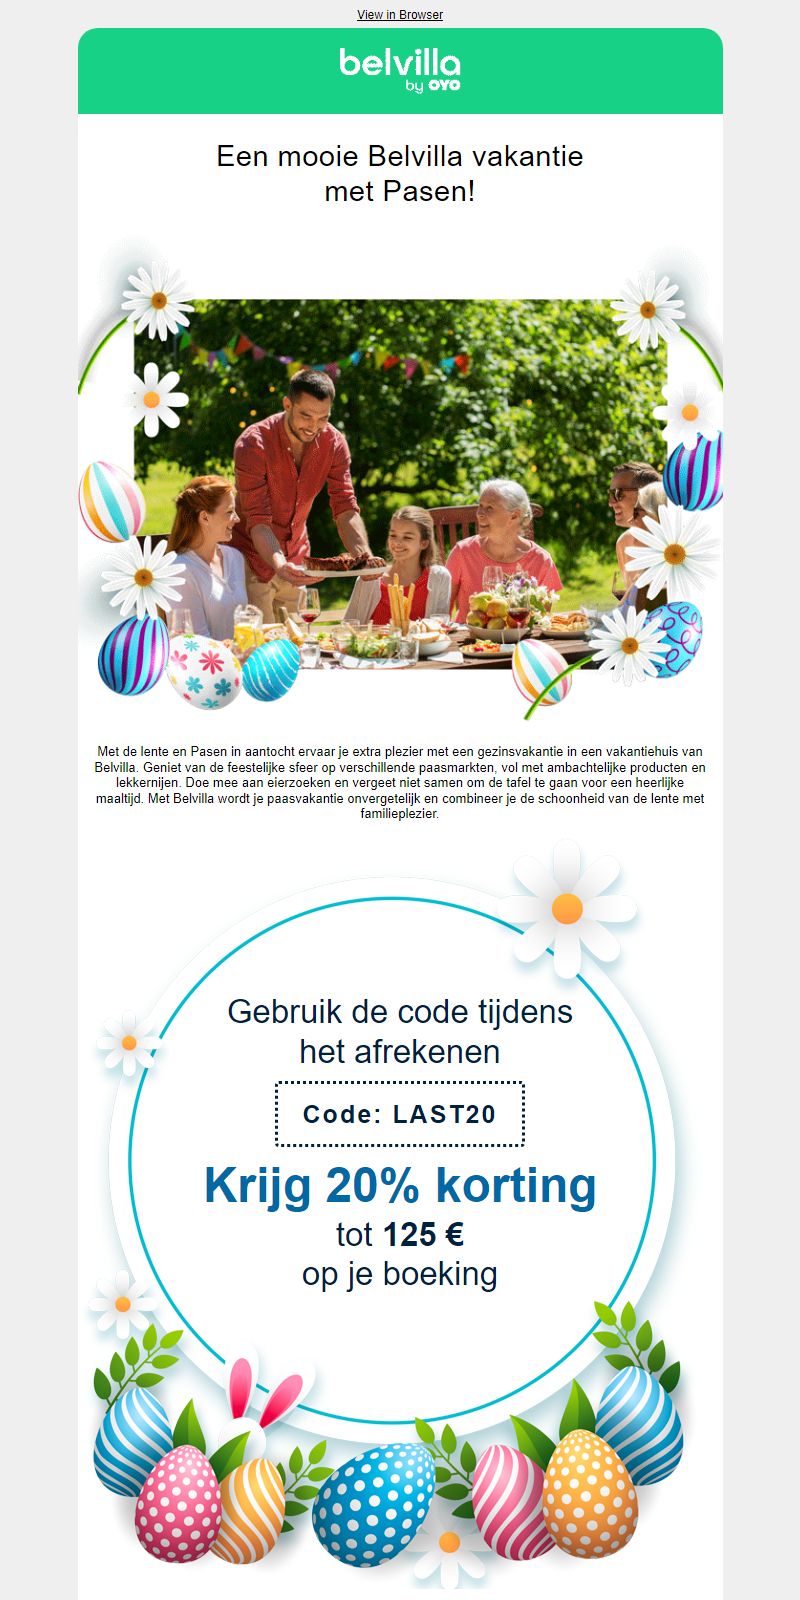 View in Browser
belvilla
by OYO
Een mooie Belvilla vakantie
met Pasen!
Met de lente en Pasen in aantocht ervaar je extra plezier met een gezinsvakantie in een vakantiehuis van
Belvilla. Geniet van de feestelijke sfeer op verschillende paasmarkten, vol met ambachtelijke producten en
lekkernijen. Doe mee aan eierzoeken en vergeet niet samen om de tafel te gaan voor een heerlijke
maaltijd. Met Belvilla wordt je paasvakantie onvergetelijk en combineer je de schoonheid van de lente met
familieplezier.
Gebruik de code tijdens
het afrekenen
Code: LAST20
Krijg 20% korting
tot 125 €
op je boeking